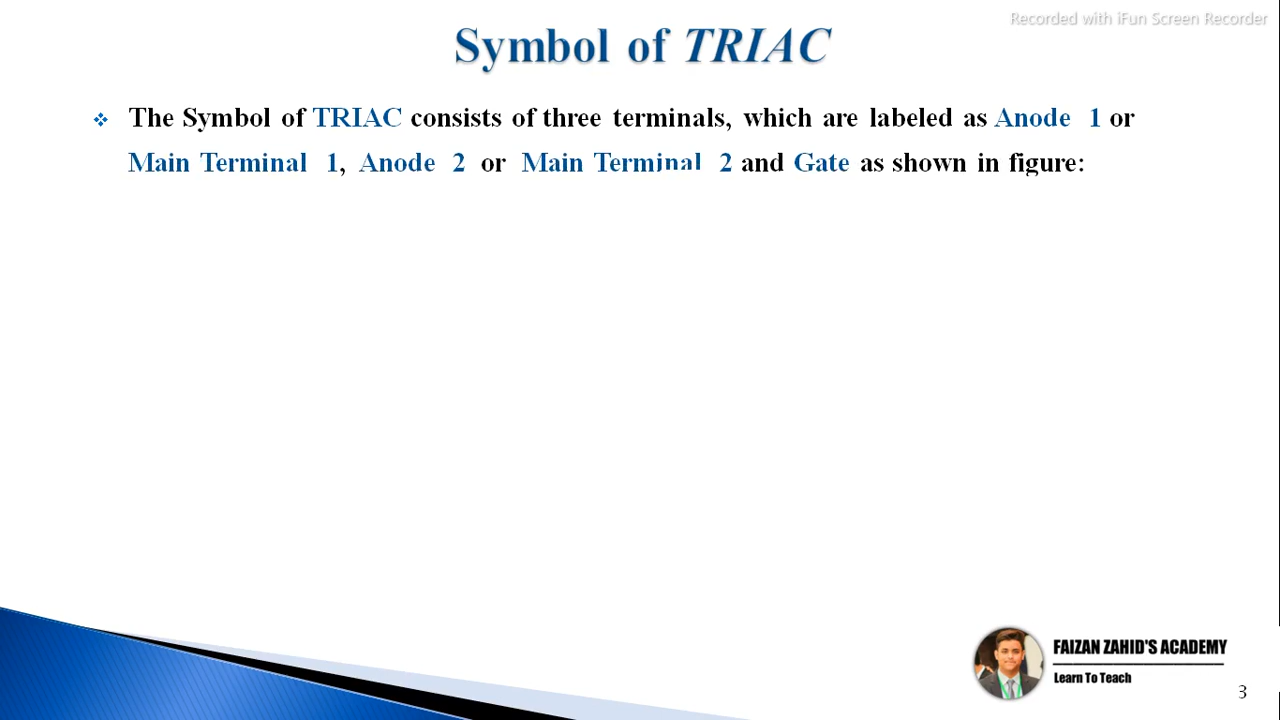 Recorded with iFun Screen Recorder
Symbol of TRIAC
The Symbol of TRIAC consists of three terminals, which are labeled as Anode 1 or
Main Terminal 1, Anode 2 or Main Terminal 2 and Gate as shown in figure:
FAIZAN ZAHID'S ACADEMY
Learn To Teach
3